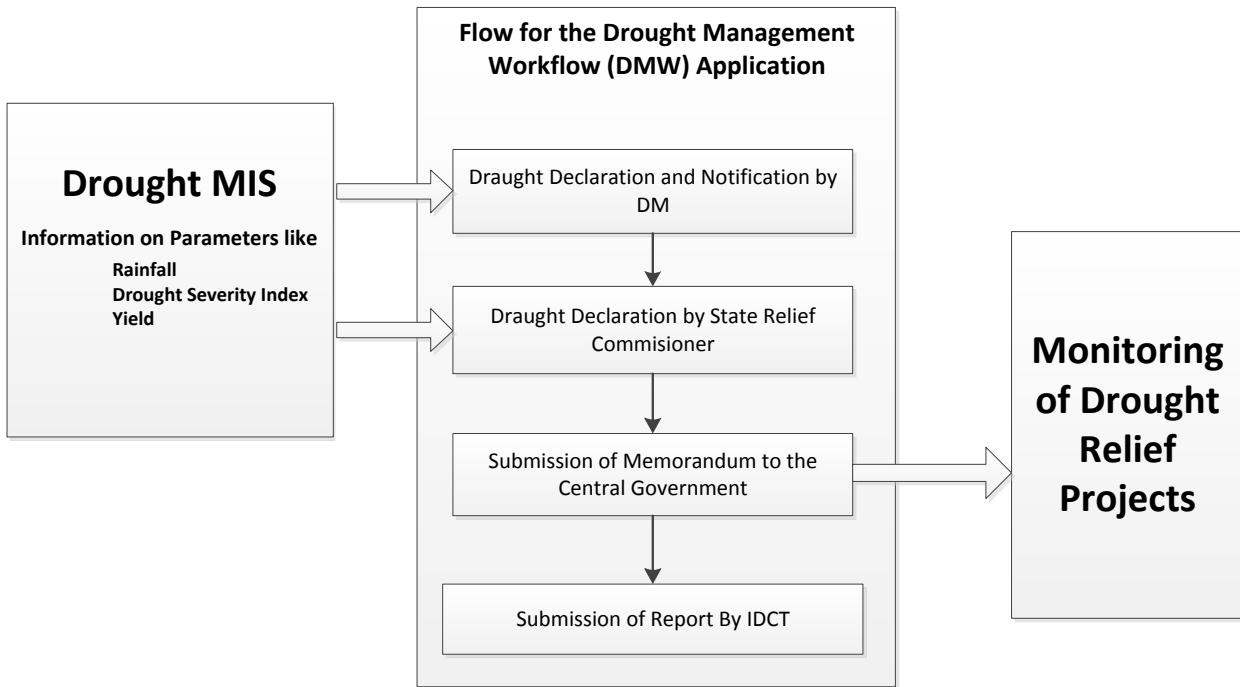 Flow for the Drought Management
Workflow (DMW) Application
Drought MIS
Information on Parameters like
Rainfall
Drought Severity Index
Yield
Draught Declaration and Notification by
DM
Draught Declaration by State Relief
Commisioner
Submission of Memorandum to the
Central Government
Submission of Report By IDCT
Monitoring
of Drought
Relief
Projects